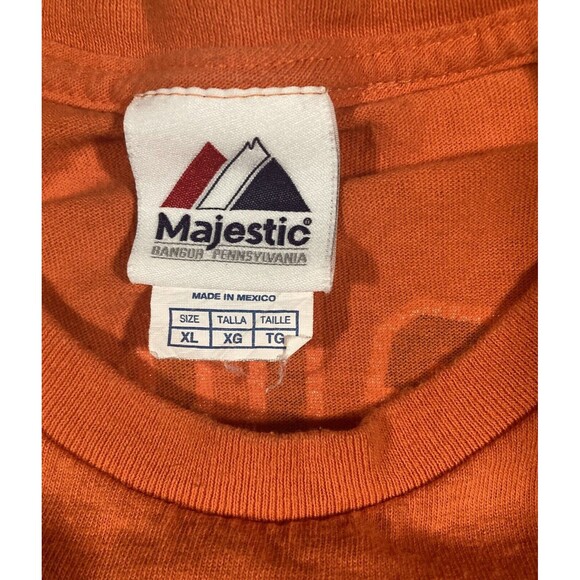 Majestic®
BANGOR PENNSYLVANIA
MADE IN MEXICO
SIZE TALLA TAILLE
XL XG TG